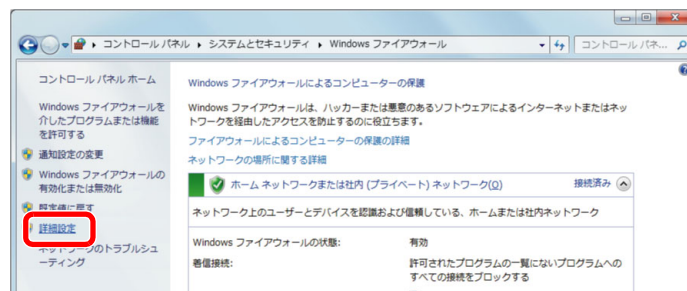 コントロール パネル ▸ システムとセキュリティ ▸ Windows ファイアウォール
コントロール パネ...
コントロール パネル ホーム
Windows ファイアウォールを
介したプログラムまたは機能
を許可する
通知設定の変更
Windows ファイアウォールの
有効化または無効化
既定値に戻す
詳細設定
ネットワークのトラブルシュ
ーティング
Windows ファイアウォールによるコンピューターの保護
Windows ファイアウォールは、ハッカーまたは悪意のあるソフトウェアによるインターネットまたはネッ
トワークを経由したアクセスを防止するのに役立ちます。
ファイアウォールによるコンピューターの保護の詳細
ネットワークの場所に関する詳細
ホーム ネットワークまたは社内 (プライベート) ネットワーク(O) 接続済み
ネットワーク上のユーザーとデバイスを認識および信頼している、ホームまたは社内ネットワーク
Windows ファイアウォールの状態: 有効
着信接続: 許可されたプログラムの一覧にないプログラムへの
すべての接続をブロックする